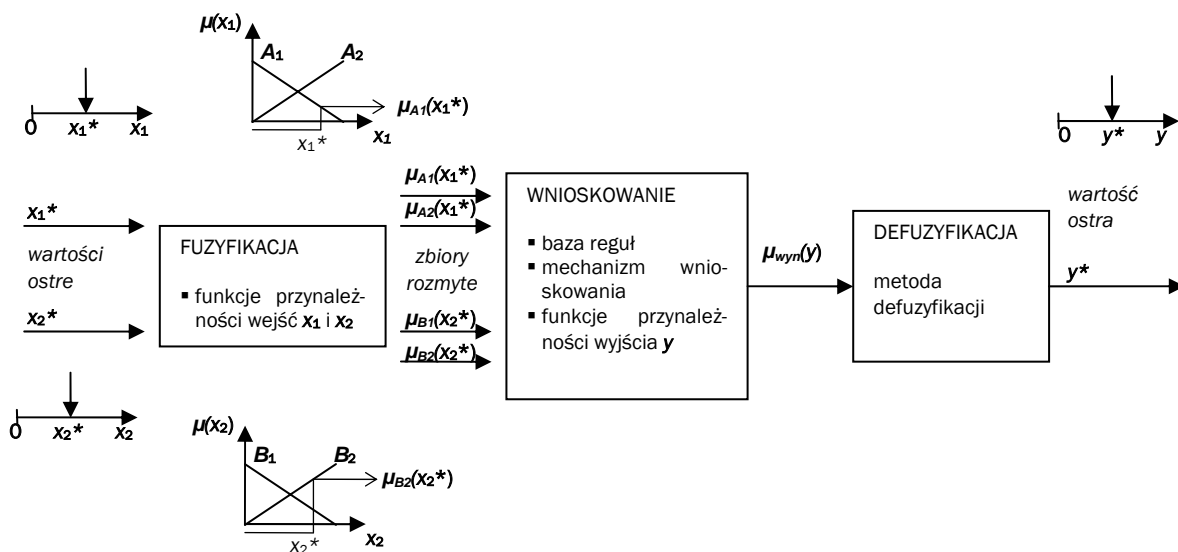 μ(x₁)
A₁ A₂
μA1(x₁*)
0 x₁* x₁
x₁*
x₁
0 y* y
x₁*
wartości
ostre
x₂*
FUZYFIKACJA
▪ funkcje przynależ-
ności wejść x₁ i x₂
μA1(x₁*)
μA2(x₁*)
zbiory
rozmyte
μB1(x₂*)
μB2(x₂*)
WNIOSKOWANIE
▪ baza reguł
▪ mechanizm wnio-
skowania
▪ funkcje przynależ-
ności wyjścia y
μwyn(y)
DEFUZYFIKACJA
metoda
defuzyfikacji
wartość
ostra
y*
0 x₂* x₂
μ(x₂)
B₁ B₂
μB2(x₂*)
x₂*
x₂